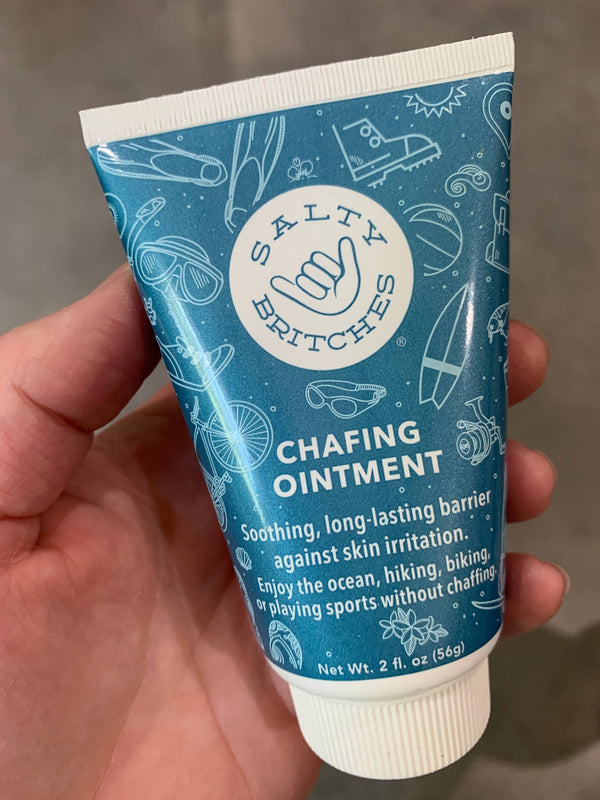 SALTY
BRITCHES
®
CHAFING
OINTMENT
Soothing, long-lasting barrier
against skin irritation.
Enjoy the ocean, hiking, biking,
or playing sports without chaffing.
Net Wt. 2 fl. oz (56g)